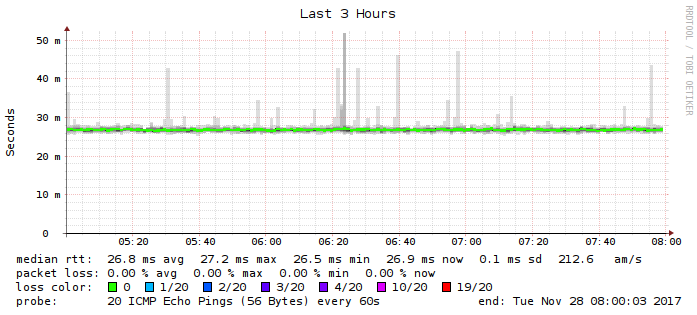 Last 3 Hours
RRDTOOL / TOBI OETIKER
Seconds
50 m
40 m
30 m
20 m
10 m
0
05:20 05:40 06:00 06:20 06:40 07:00 07:20 07:40 08:00
median rtt: 26.8 ms avg 27.2 ms max 26.5 ms min 26.9 ms now 0.1 ms sd 212.6 am/s
packet loss: 0.00 % avg 0.00 % max 0.00 % min 0.00 % now
loss color: 0 1/20 2/20 3/20 4/20 10/20 19/20
probe: 20 ICMP Echo Pings (56 Bytes) every 60s end: Tue Nov 28 08:00:03 2017